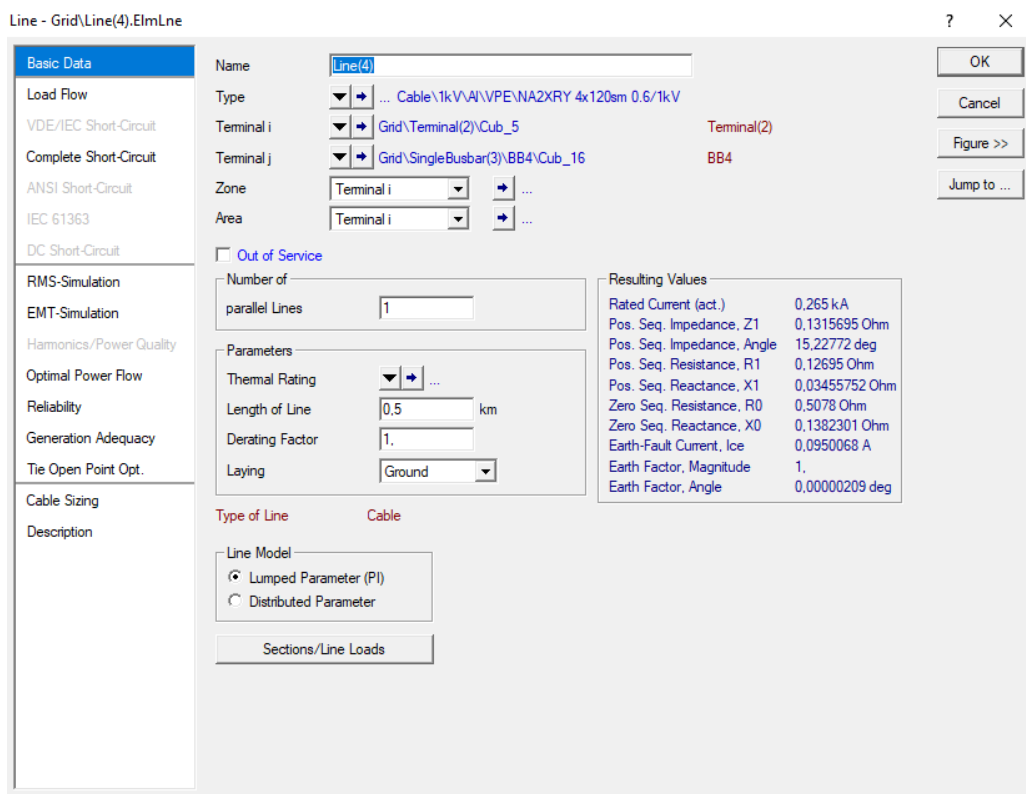 Line - Grid\Line(4).ElmLne
?
Basic Data
Load Flow
VDE/IEC Short-Circuit
Complete Short-Circuit
ANSI Short-Circuit
IEC 61363
DC Short-Circuit
RMS-Simulation
EMT-Simulation
Harmonics/Power Quality
Optimal Power Flow
Reliability
Generation Adequacy
Tie Open Point Opt.
Cable Sizing
Description
Name Line(4)
Type ... Cable\1kV\Al\VPE\NA2XRY 4x120sm 0.6/1kV
Terminal i Grid\Terminal(2)\Cub_5 Terminal(2)
Terminal j Grid\SingleBusbar(3)\BB4\Cub_16 BB4
Zone Terminal i ...
Area Terminal i ...
Out of Service
Number of
parallel Lines 1
Parameters
Thermal Rating ...
Length of Line 0,5 km
Derating Factor 1,
Laying Ground
Resulting Values
Rated Current (act.) 0,265 kA
Pos. Seq. Impedance, Z1 0,1315695 Ohm
Pos. Seq. Impedance, Angle 15,22772 deg
Pos. Seq. Resistance, R1 0,12695 Ohm
Pos. Seq. Reactance, X1 0,03455752 Ohm
Zero Seq. Resistance, R0 0,5078 Ohm
Zero Seq. Reactance, X0 0,1382301 Ohm
Earth-Fault Current, Ice 0,0950068 A
Earth Factor, Magnitude 1,
Earth Factor, Angle 0,00000209 deg
Type of Line Cable
Line Model
Lumped Parameter (PI)
Distributed Parameter
Sections/Line Loads
OK
Cancel
Figure >>
Jump to ...